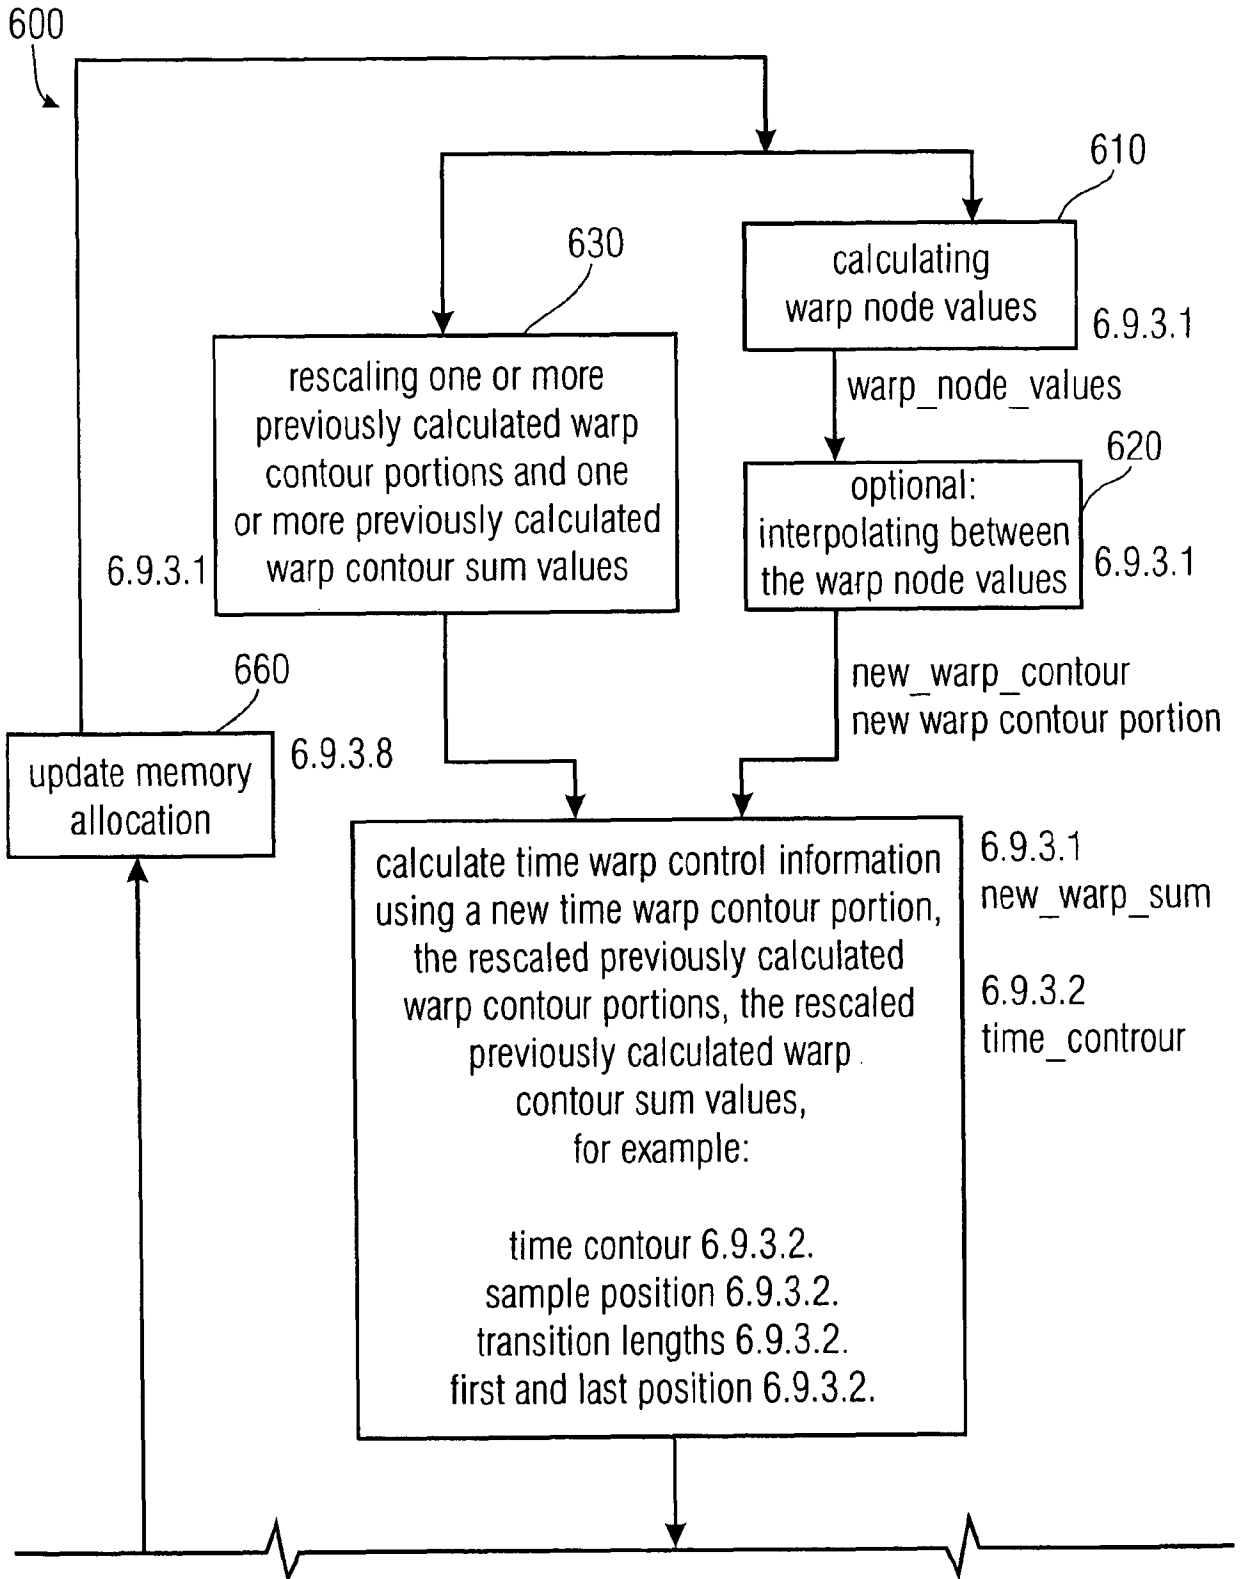 600
610
calculating
warp node values
6.9.3.1
warp_node_values
630
rescaling one or more
previously calculated warp
contour portions and one
or more previously calculated
warp contour sum values
6.9.3.1
620
optional:
interpolating between
the warp node values
6.9.3.1
new_warp_contour
new warp contour portion
660
update memory
allocation
6.9.3.8
calculate time warp control information
using a new time warp contour portion,
the rescaled previously calculated
warp contour portions, the rescaled
previously calculated warp
contour sum values,
for example:
time contour 6.9.3.2.
sample position 6.9.3.2.
transition lengths 6.9.3.2.
first and last position 6.9.3.2.
6.9.3.1
new_warp_sum
6.9.3.2
time_controur